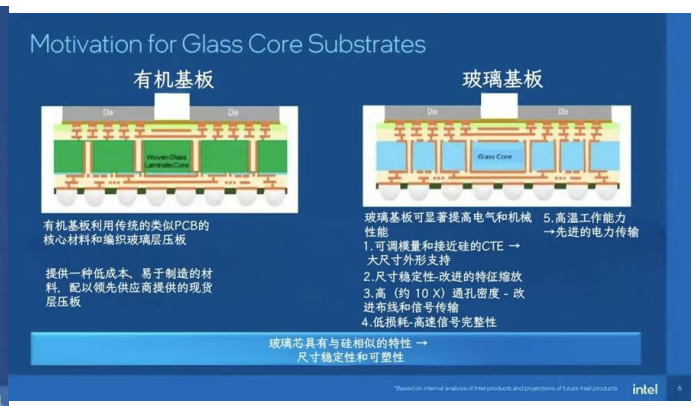 Motivation for Glass Core Substrates
有机基板
Die
Die
Woven Glass
Laminate Core
有机基板利用传统的类似PCB的
核心材料和编织玻璃层压板
提供一种低成本、易于制造的材
料，配以领先供应商提供的现货
层压板
玻璃基板
Die
Die
Glass Core
玻璃基板可显著提高电气和机械
性能
1.可调模量和接近硅的CTE →
大尺寸外形支持
2.尺寸稳定性-改进的特征缩放
3.高（约 10 X）通孔密度 - 改
进布线和信号传输
4.低损耗-高速信号完整性
5.高温工作能力
→先进的电力传输
玻璃芯具有与硅相似的特性 →
尺寸稳定性和可塑性
*Based on internal analysis of Intel products and projections of future Intel products
intel
6